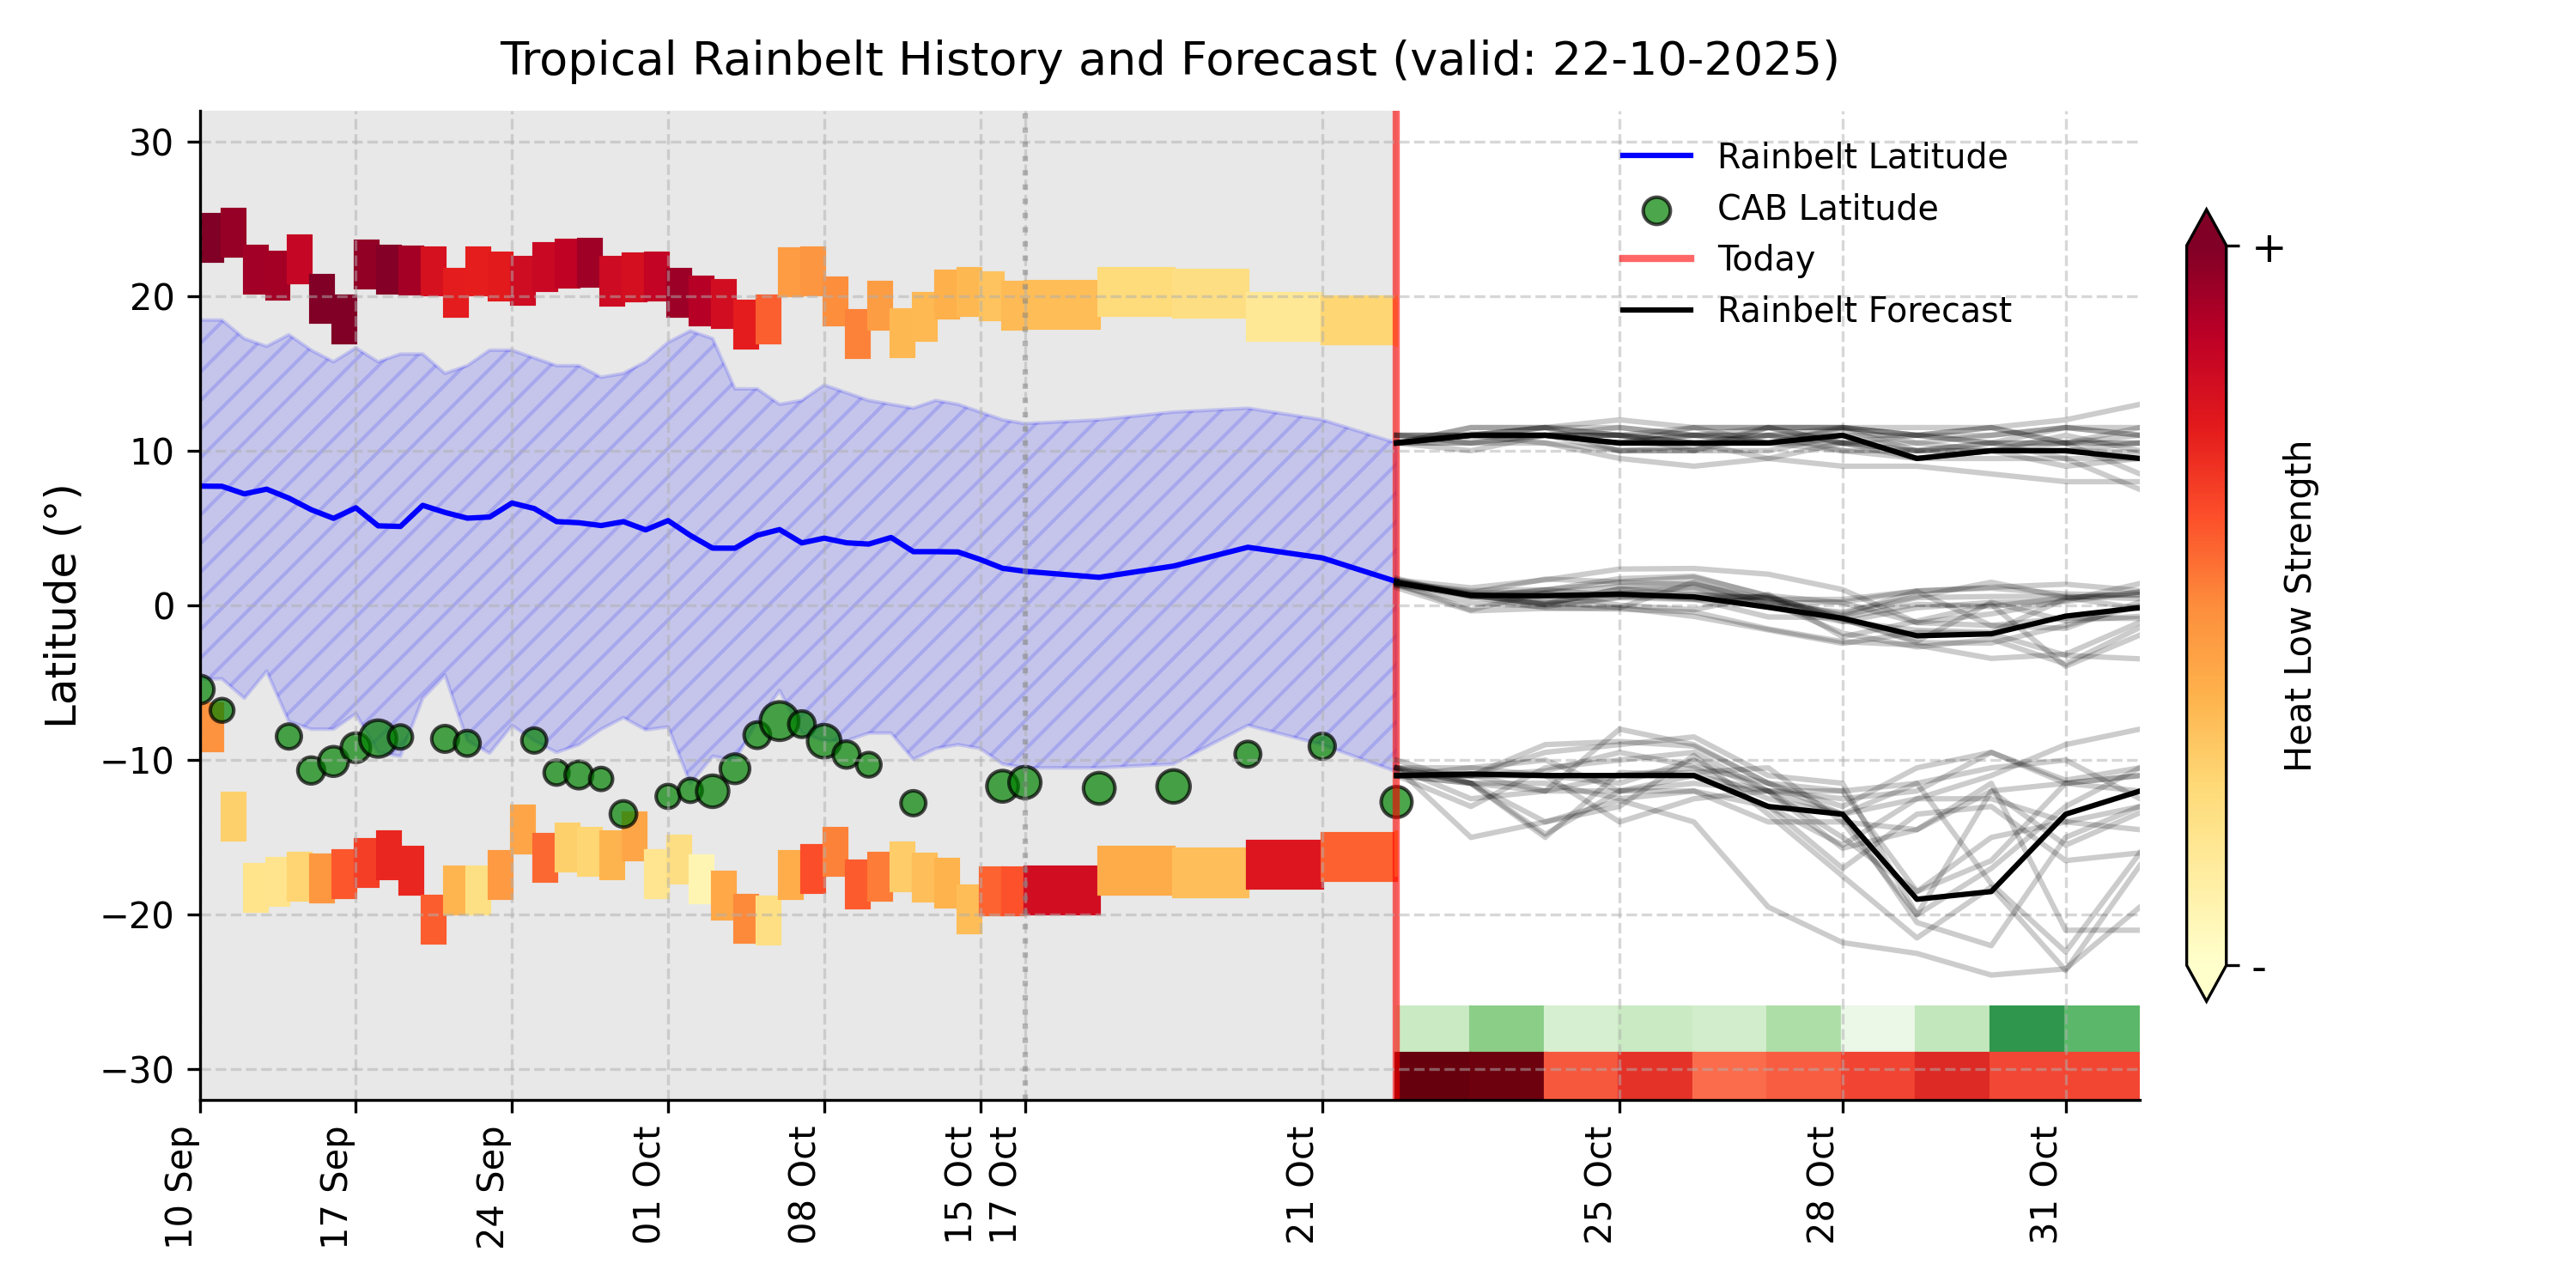 Tropical Rainbelt History and Forecast (valid: 22-10-2025)
Latitude (°)
30
20
10
0
−10
−20
−30
10 Sep
17 Sep
24 Sep
01 Oct
08 Oct
15 Oct
17 Oct
21 Oct
25 Oct
28 Oct
31 Oct
Rainbelt Latitude
CAB Latitude
Today
Rainbelt Forecast
+
-
Heat Low Strength